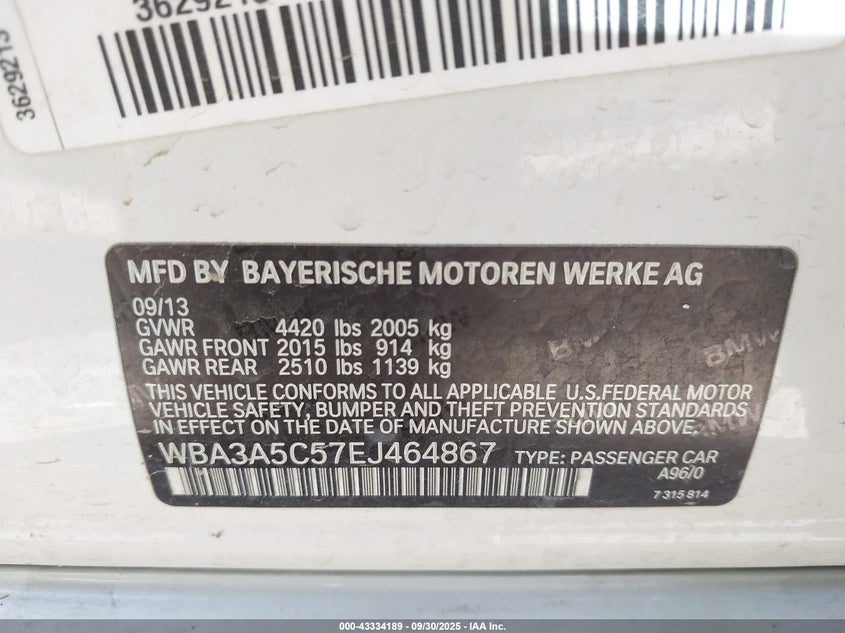 36292213
MFD BY BAYERISCHE MOTOREN WERKE AG
09/13
GVWR 4420 lbs 2005 kg
GAWR FRONT 2015 lbs 914 kg
GAWR REAR 2510 lbs 1139 kg
THIS VEHICLE CONFORMS TO ALL APPLICABLE U.S.FEDERAL MOTOR
VEHICLE SAFETY, BUMPER AND THEFT PREVENTION STANDARDS
IN EFFECT ON THE DATE OF MANUFACTURE SHOWN ABOVE.
WBA3A5C57EJ464867 TYPE: PASSENGER CAR
A96/0
7 315 814
000-43334189 - 09/30/2025 - IAA Inc.